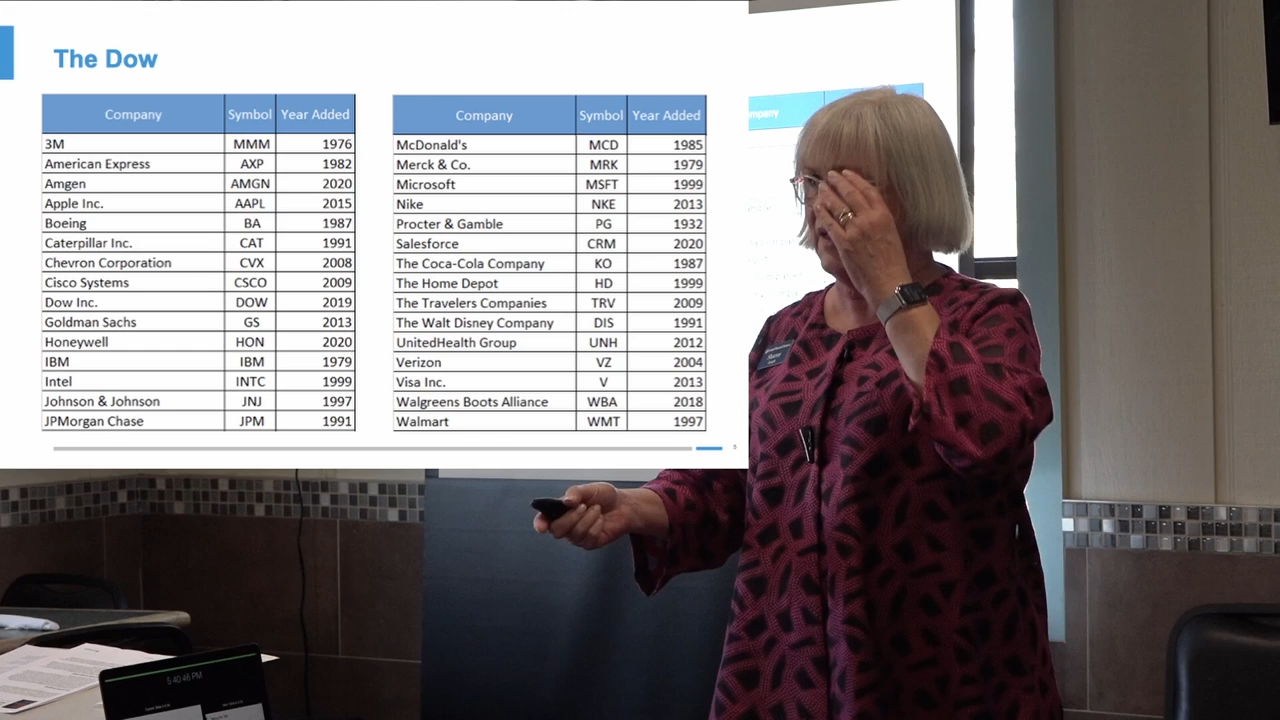 The Dow
Company Symbol Year Added
3M MMM 1976
American Express AXP 1982
Amgen AMGN 2020
Apple Inc. AAPL 2015
Boeing BA 1987
Caterpillar Inc. CAT 1991
Chevron Corporation CVX 2008
Cisco Systems CSCO 2009
Dow Inc. DOW 2019
Goldman Sachs GS 2013
Honeywell HON 2020
IBM IBM 1979
Intel INTC 1999
Johnson & Johnson JNJ 1997
JPMorgan Chase JPM 1991
Company Symbol Year Added
McDonald's MCD 1985
Merck & Co. MRK 1979
Microsoft MSFT 1999
Nike NKE 2013
Procter & Gamble PG 1932
Salesforce CRM 2020
The Coca-Cola Company KO 1987
The Home Depot HD 1999
The Travelers Companies TRV 2009
The Walt Disney Company DIS 1991
UnitedHealth Group UNH 2012
Verizon VZ 2004
Visa Inc. V 2013
Walgreens Boots Alliance WBA 2018
Walmart WMT 1997
mpany
5:40:46 PM